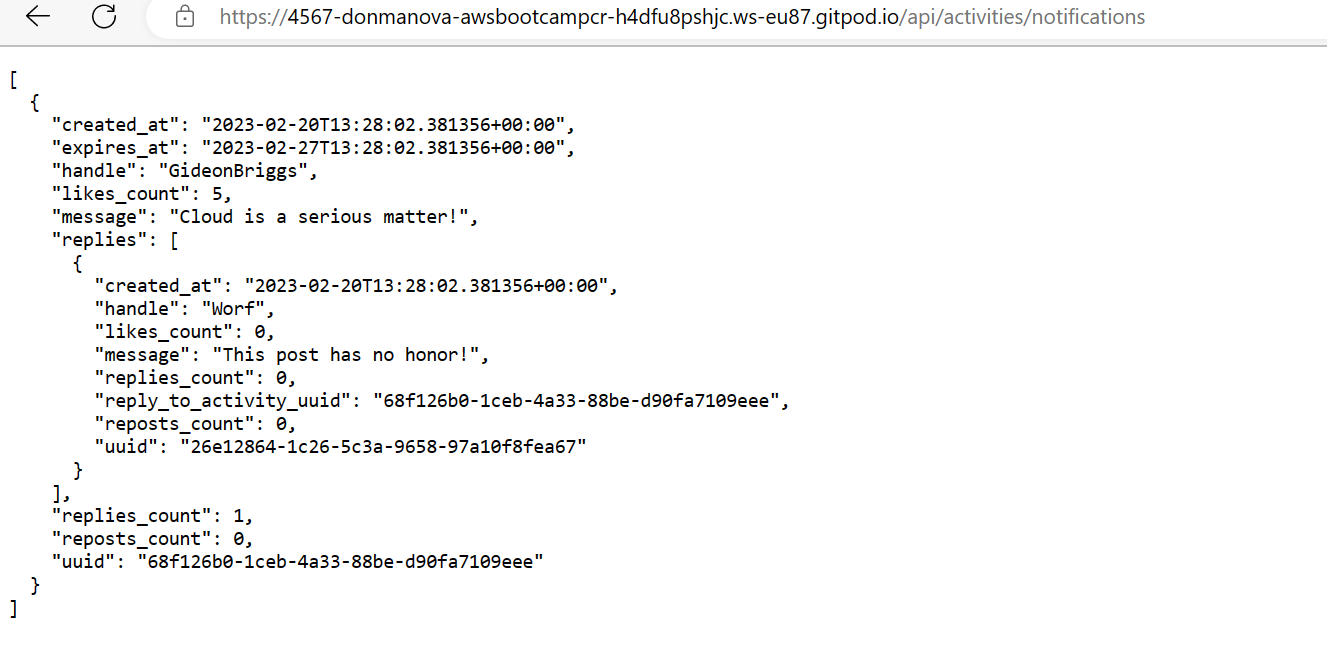 https://4567-donmanova-awsbootcampcr-h4dfu8pshjc.ws-eu87.gitpod.io/api/activities/notifications
[
  {
    "created_at": "2023-02-20T13:28:02.381356+00:00",
    "expires_at": "2023-02-27T13:28:02.381356+00:00",
    "handle": "GideonBriggs",
    "likes_count": 5,
    "message": "Cloud is a serious matter!",
    "replies": [
      {
        "created_at": "2023-02-20T13:28:02.381356+00:00",
        "handle": "Worf",
        "likes_count": 0,
        "message": "This post has no honor!",
        "replies_count": 0,
        "reply_to_activity_uuid": "68f126b0-1ceb-4a33-88be-d90fa7109eee",
        "reposts_count": 0,
        "uuid": "26e12864-1c26-5c3a-9658-97a10f8fea67"
      }
    ],
    "replies_count": 1,
    "reposts_count": 0,
    "uuid": "68f126b0-1ceb-4a33-88be-d90fa7109eee"
  }
]